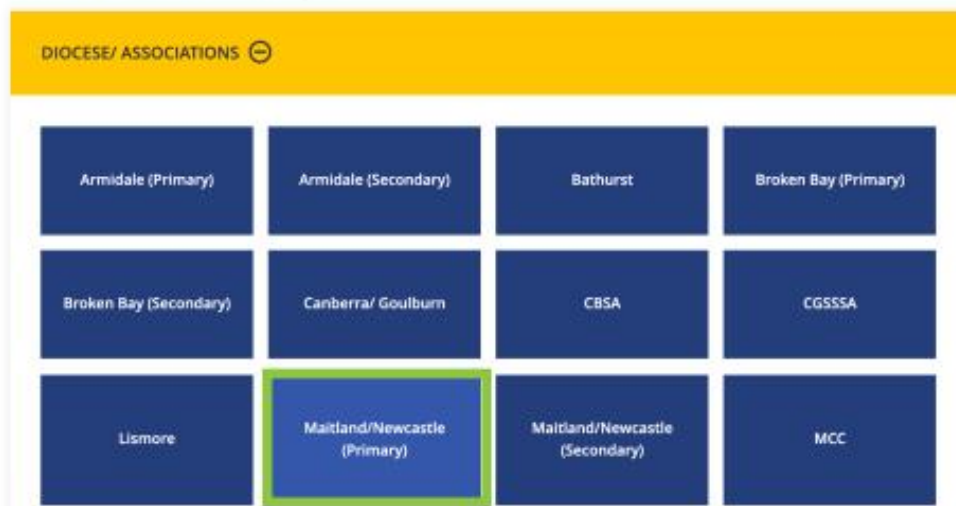 DIOCESE/ ASSOCIATIONS
Armidale (Primary)
Armidale (Secondary)
Bathurst
Broken Bay (Primary)
Broken Bay (Secondary)
Canberra/ Goulburn
CBSA
CGSSSA
Lismore
Maitland/Newcastle
(Primary)
Maitland/Newcastle
(Secondary)
MCC